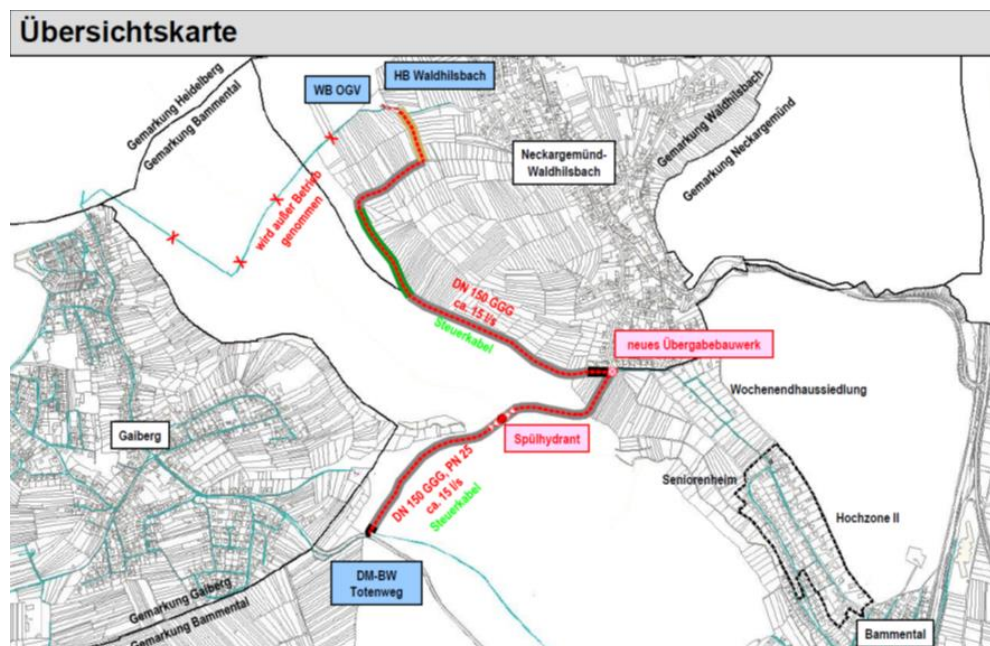 Übersichtskarte
HB Waldhilsbach
WB OGV
Gemarkung Heidelberg
Gemarkung Bammental
Neckargemünd-
Waldhilsbach
Gemarkung Waldhilsbach
Gemarkung Neckargemünd
wird außer Betrieb
genommen
DN 150 GGG
ca. 15 l/s
Steuerkabel
neues Übergabebauwerk
Wochenendhaussiedlung
Gaiberg
Spülhydrant
Seniorenheim
DN 150 GGG, PN 25
ca. 15 l/s
Steuerkabel
Hochzone II
DM-BW
Totenweg
Gemarkung Gaiberg
Gemarkung Bammental
Bammental